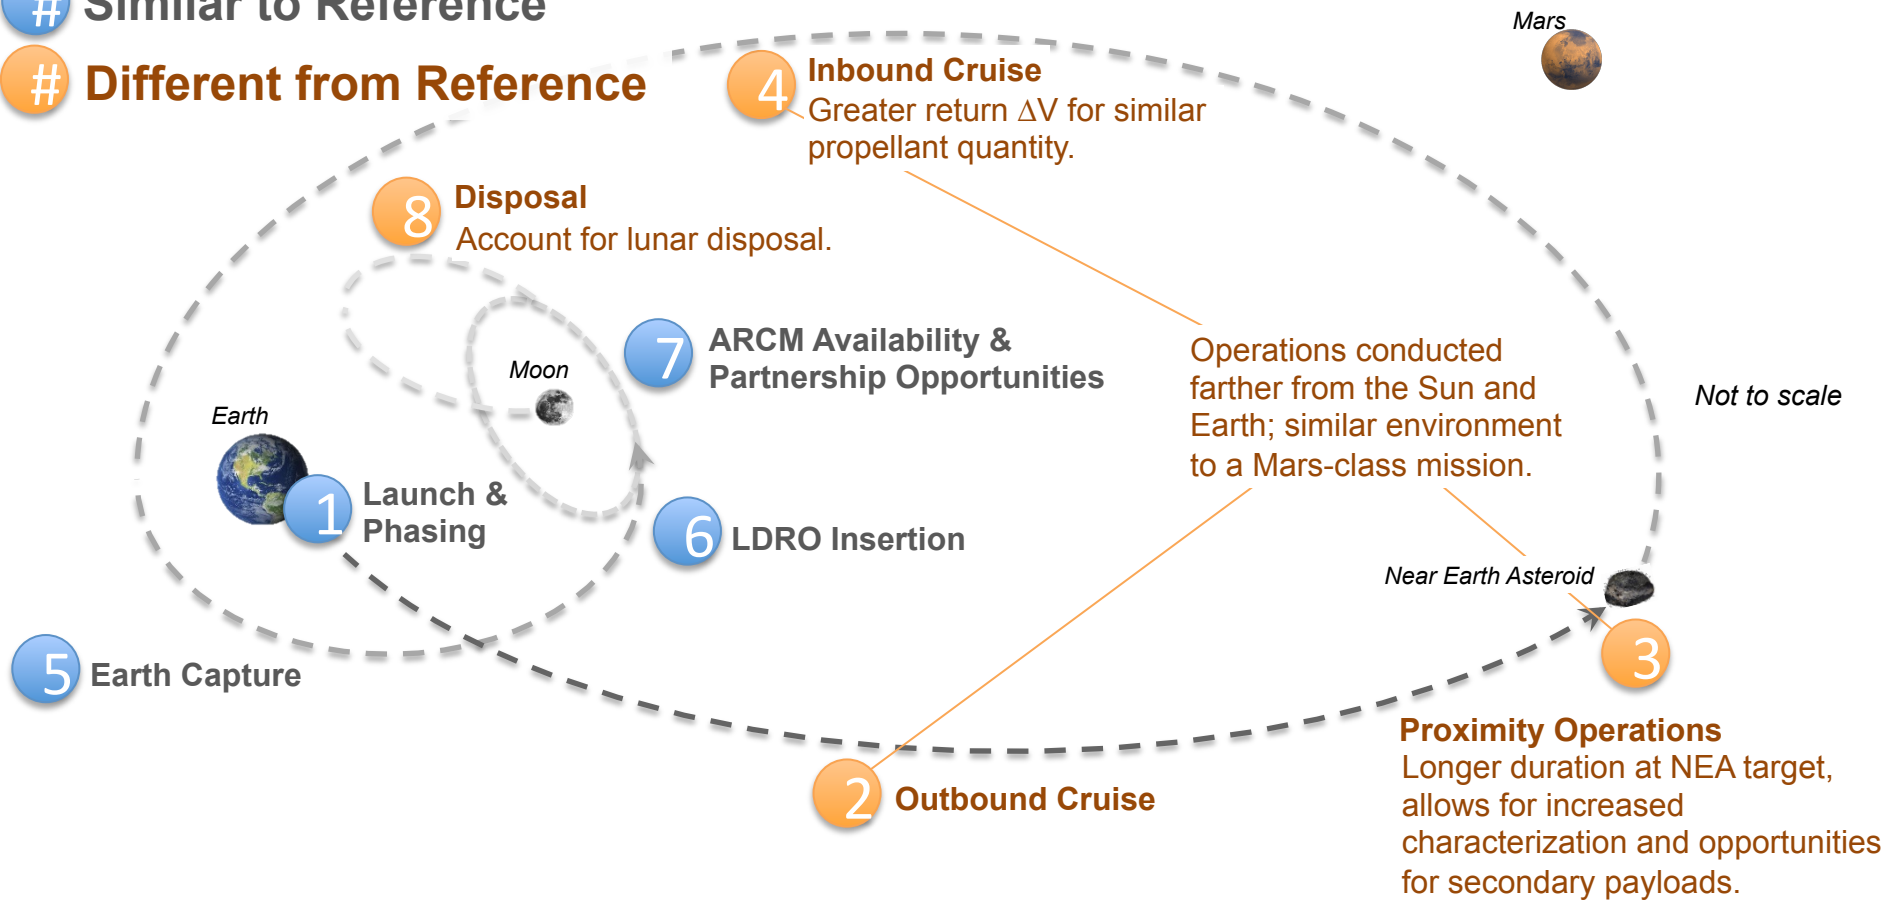 # Similar to Reference
# Different from Reference
Mars
4 Inbound Cruise
Greater return ΔV for similar
propellant quantity.
8 Disposal
Account for lunar disposal.
7 ARCM Availability &
Partnership Opportunities
Moon
Earth
Operations conducted
farther from the Sun and
Earth; similar environment
to a Mars-class mission.
Not to scale
1 Launch &
Phasing
6 LDRO Insertion
Near Earth Asteroid
5 Earth Capture
3
Proximity Operations
Longer duration at NEA target,
allows for increased
characterization and opportunities
for secondary payloads.
2 Outbound Cruise